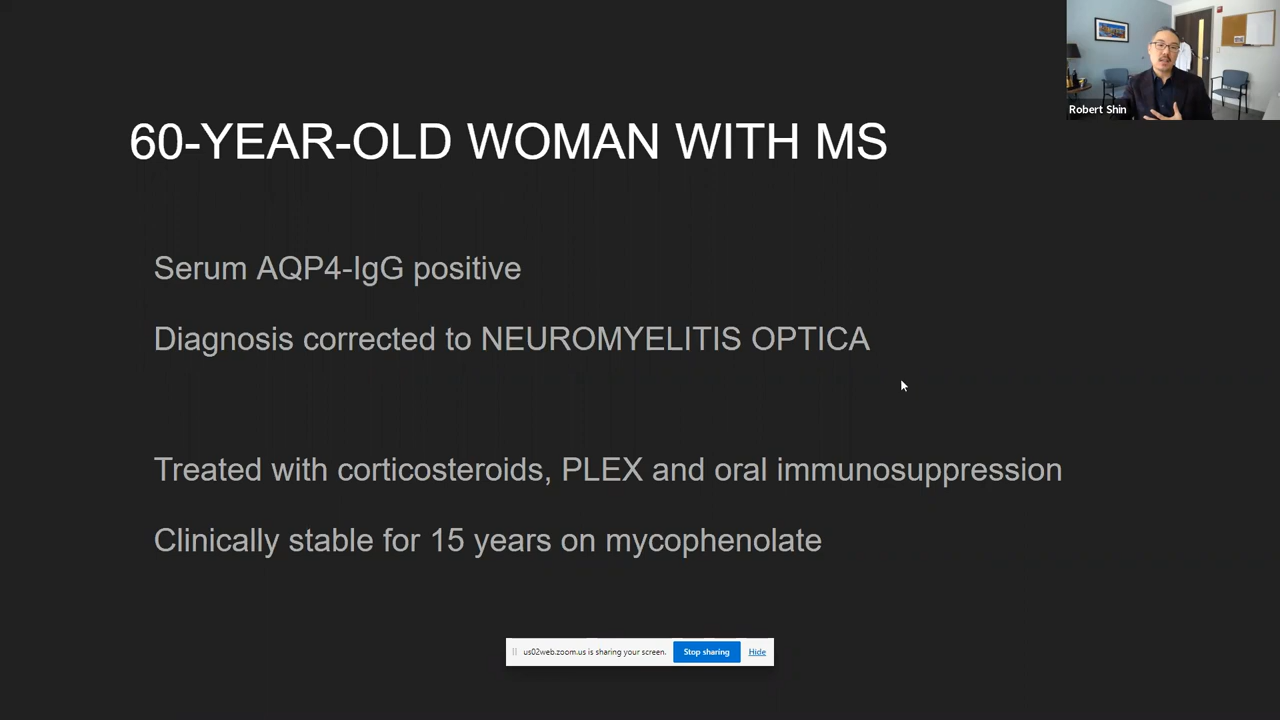 Robert Shin
60-YEAR-OLD WOMAN WITH MS
Serum AQP4-IgG positive
Diagnosis corrected to NEUROMYELITIS OPTICA
Treated with corticosteroids, PLEX and oral immunosuppression
Clinically stable for 15 years on mycophenolate
us02web.zoom.us is sharing your screen. Stop sharing Hide